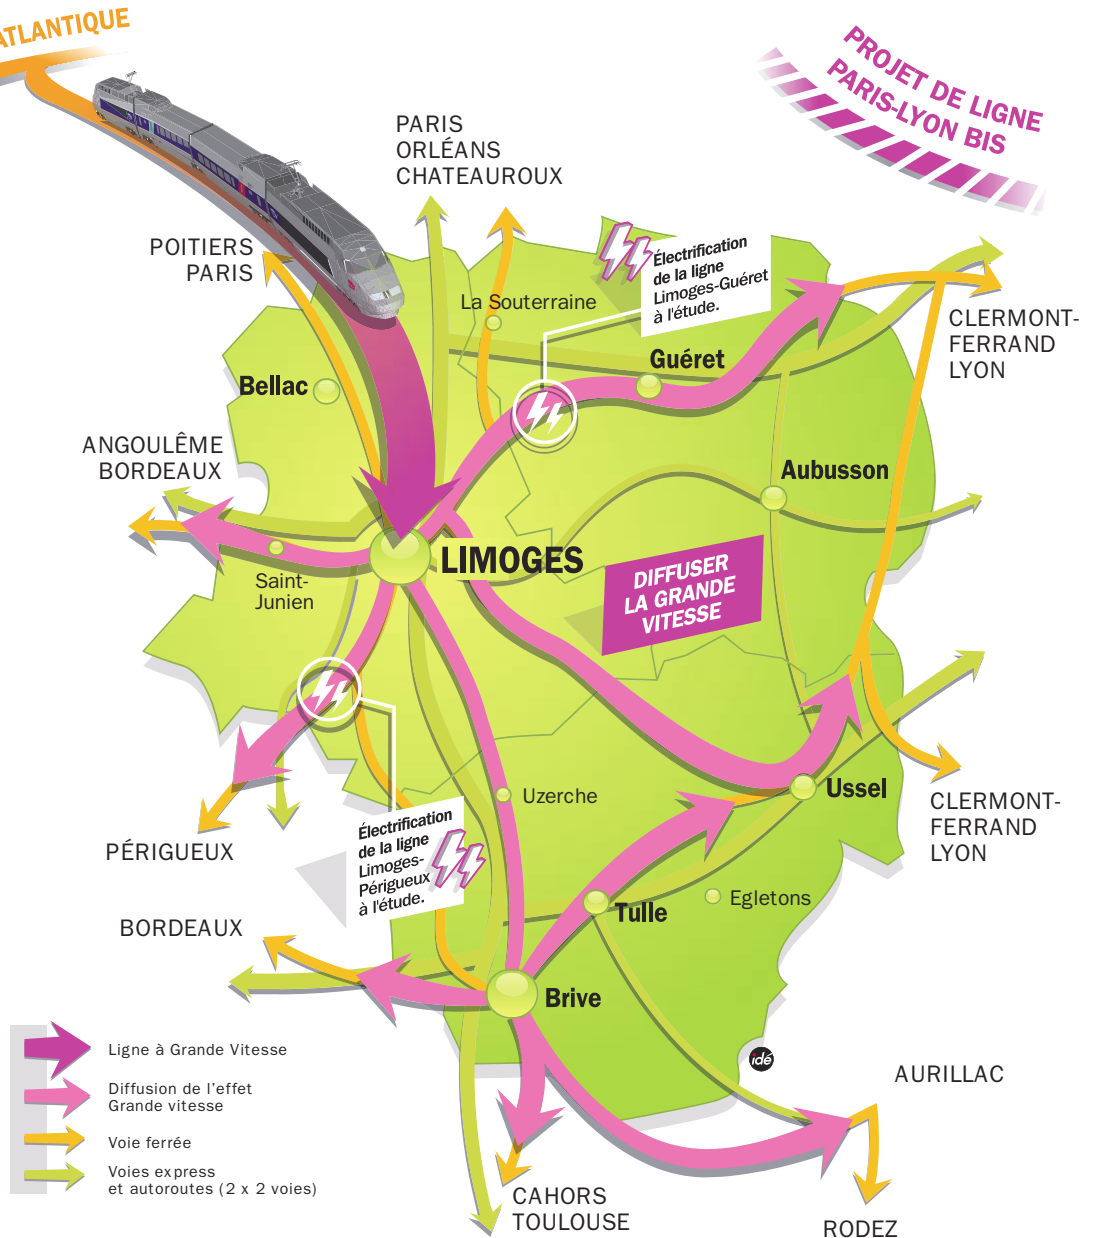 ATLANTIQUE
PROJET DE LIGNE
PARIS-LYON BIS
PARIS
ORLÉANS
CHATEAUROUX
POITIERS
PARIS
Électrification
de la ligne
Limoges-Guéret
à l'étude.
La Souterraine
CLERMONT-
FERRAND
LYON
Guéret
Bellac
ANGOULÊME
BORDEAUX
Aubusson
LIMOGES
DIFFUSER
LA GRANDE
VITESSE
Saint-
Junien
Uzerche
Ussel
CLERMONT-
FERRAND
LYON
PÉRIGUEUX
Électrification
de la ligne
Limoges-
Périgueux
à l'étude.
Egletons
Tulle
BORDEAUX
Brive
idé
AURILLAC
Ligne à Grande Vitesse
Diffusion de l'effet
Grande vitesse
Voie ferrée
Voies express
et autoroutes (2 x 2 voies)
CAHORS
TOULOUSE
RODEZ